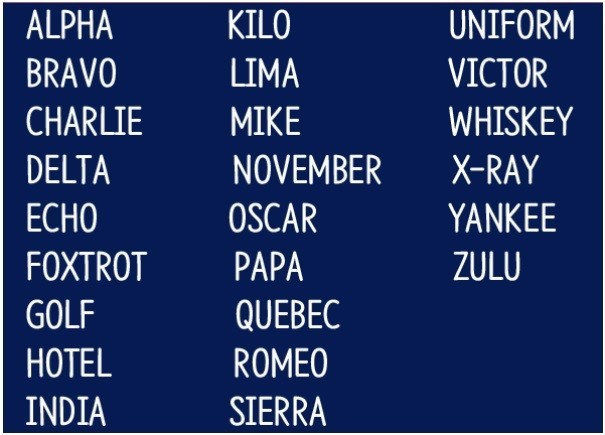 ALPHA
BRAVO
CHARLIE
DELTA
ECHO
FOXTROT
GOLF
HOTEL
INDIA
KILO
LIMA
MIKE
NOVEMBER
OSCAR
PAPA
QUEBEC
ROMEO
SIERRA
UNIFORM
VICTOR
WHISKEY
X-RAY
YANKEE
ZULU